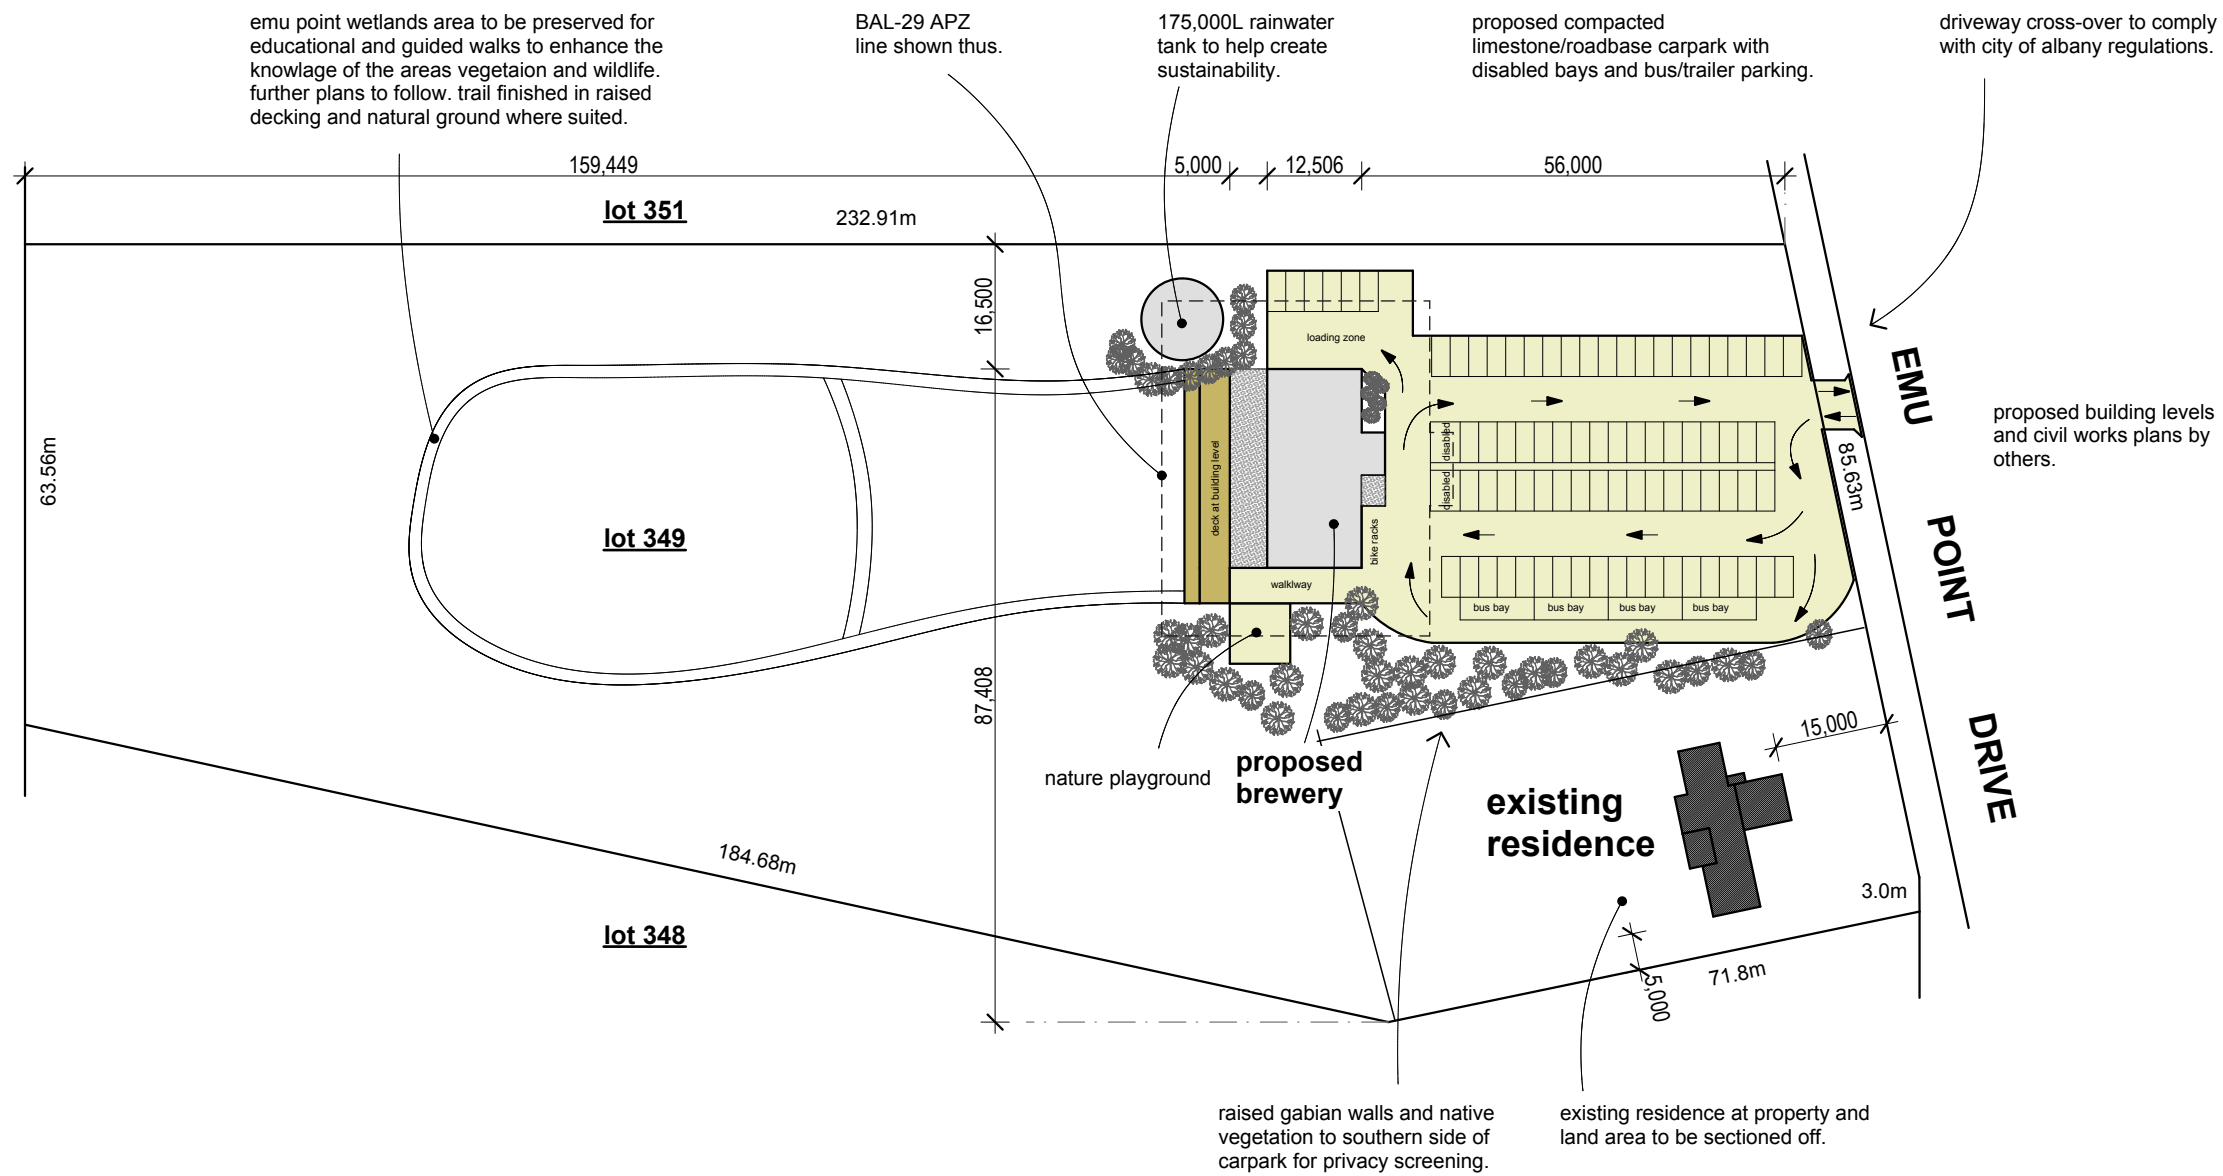 emu point wetlands area to be preserved for
educational and guided walks to enhance the
knowlage of the areas vegetaion and wildlife.
further plans to follow. trail finished in raised
decking and natural ground where suited.
BAL-29 APZ
line shown thus.
175,000L rainwater
tank to help create
sustainability.
proposed compacted
limestone/roadbase carpark with
disabled bays and bus/trailer parking.
driveway cross-over to comply
with city of albany regulations.
159,449
5,000
12,506
56,000
lot 351
232.91m
16,500
loading zone
EMU
POINT
DRIVE
proposed building levels
and civil works plans by
others.
63.56m
lot 349
deck at building level
disabled
disabled
bike racks
85.63m
walklway
bus bay
bus bay
bus bay
bus bay
87,408
nature playground
proposed
brewery
15,000
existing
residence
3.0m
184.68m
lot 348
71.8m
5,000
raised gabian walls and native
vegetation to southern side of
carpark for privacy screening.
existing residence at property and
land area to be sectioned off.